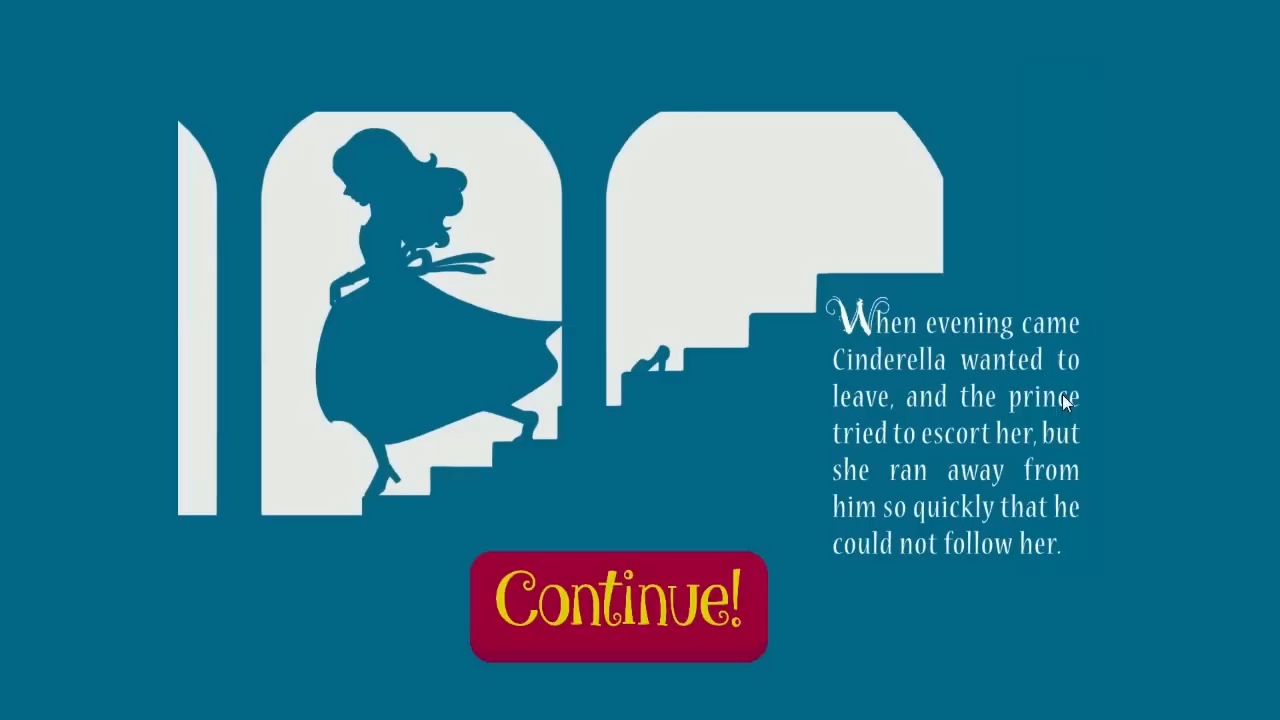 When evening came
Cinderella wanted to
leave, and the prince
tried to escort her, but
she ran away from
him so quickly that he
could not follow her.
Continue!